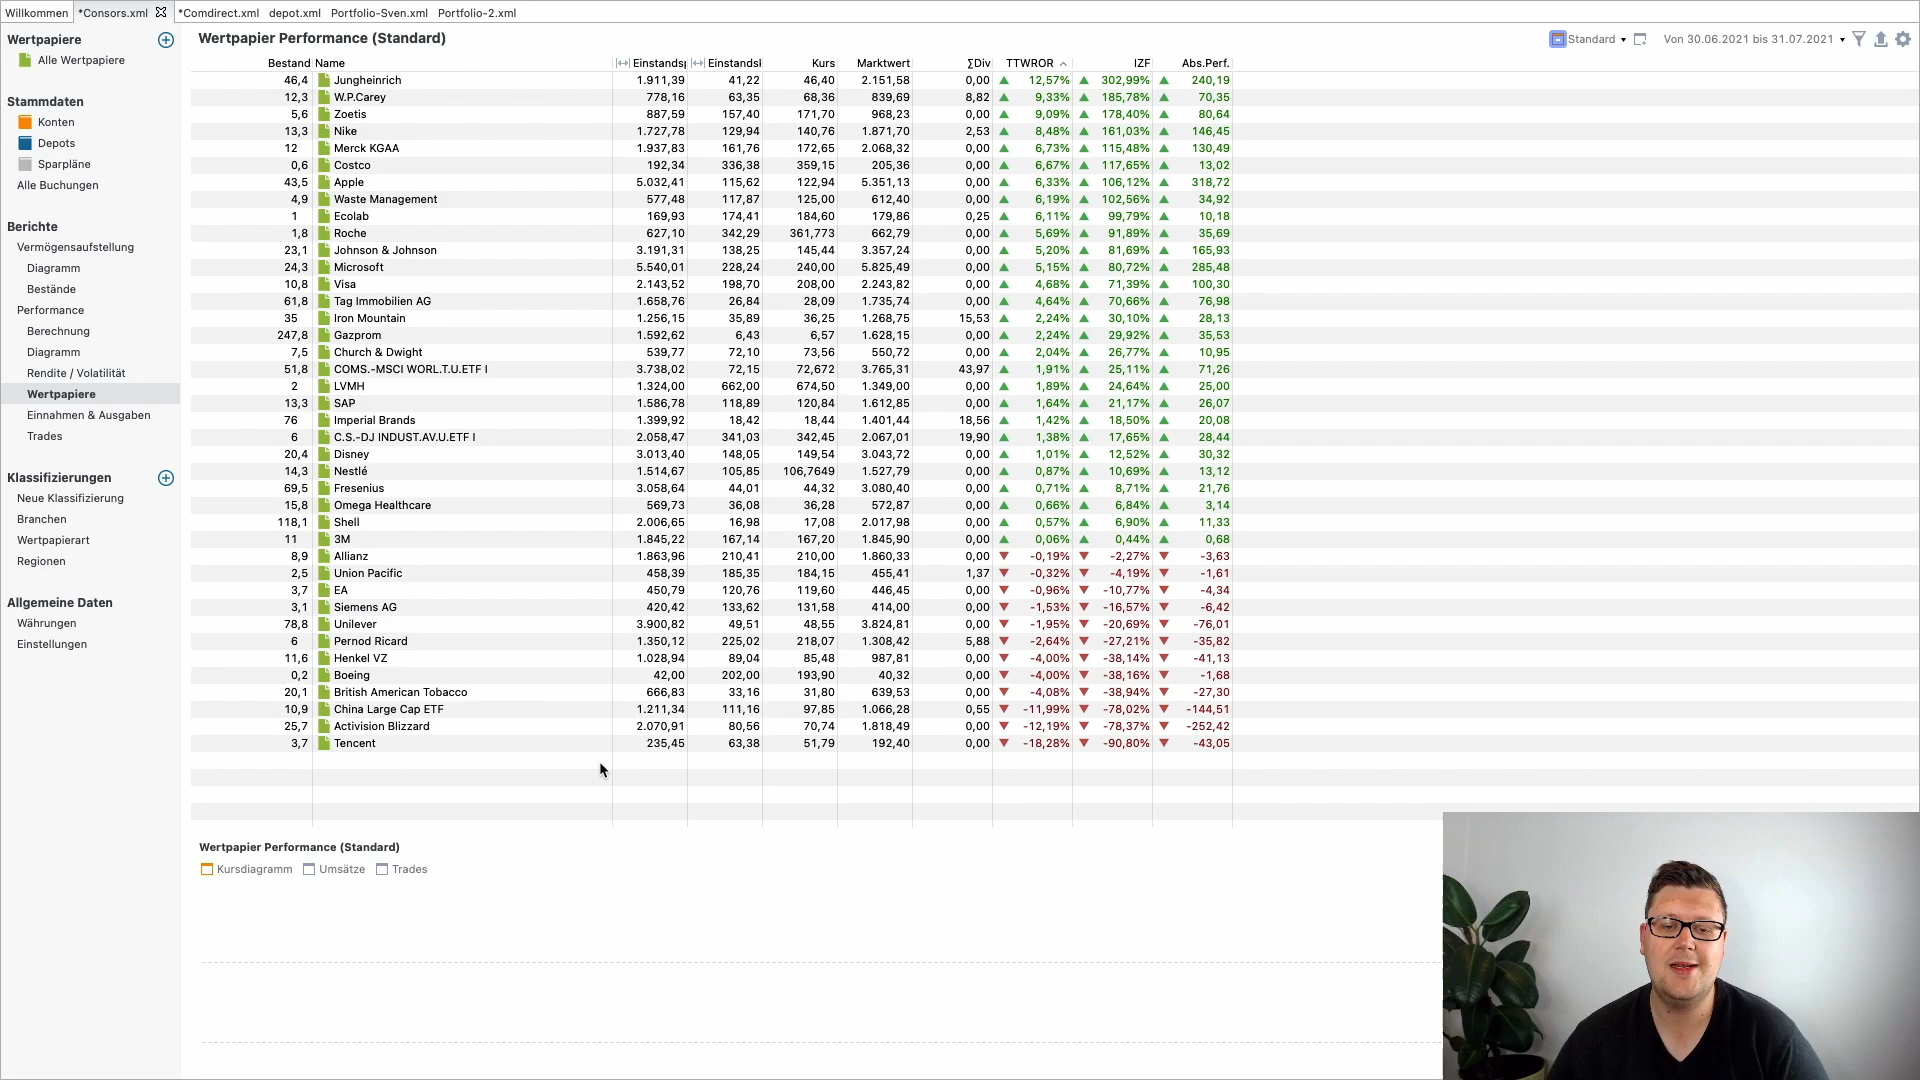 Willkommen *Consors.xml *Comdirect.xml depot.xml Portfolio-Sven.xml Portfolio-2.xml
Wertpapiere
Alle Wertpapiere
Stammdaten
Konten
Depots
Sparpläne
Alle Buchungen
Berichte
Vermögensaufstellung
Diagramm
Bestände
Performance
Berechnung
Diagramm
Rendite / Volatilität
Wertpapiere
Einnahmen & Ausgaben
Trades
Klassifizierungen
Neue Klassifizierung
Branchen
Wertpapierart
Regionen
Allgemeine Daten
Währungen
Einstellungen
Wertpapier Performance (Standard)
Standard Von 30.06.2021 bis 31.07.2021
Bestand Name Einstandsp Einstandsk Kurs Marktwert ∑Div TTWROR IZF Abs.Perf.
46,4 Jungheinrich 1.911,39 41,22 46,40 2.151,58 0,00 12,57% 302,99% 240,19
12,3 W.P.Carey 778,16 63,35 68,36 839,69 8,82 9,33% 185,78% 70,35
5,6 Zoetis 887,59 157,40 171,70 968,23 0,00 9,09% 178,40% 80,64
13,3 Nike 1.727,78 129,94 140,76 1.871,70 2,53 8,48% 161,03% 146,45
12 Merck KGAA 1.937,83 161,76 172,65 2.068,32 0,00 6,73% 115,48% 130,49
0,6 Costco 192,34 336,38 359,15 205,36 0,00 6,67% 117,65% 13,02
43,5 Apple 5.032,41 115,62 122,94 5.351,13 0,00 6,33% 106,12% 318,72
4,9 Waste Management 577,48 117,87 125,00 612,40 0,00 6,19% 102,56% 34,92
1 Ecolab 169,93 174,41 184,60 179,86 0,25 6,11% 99,79% 10,18
1,8 Roche 627,10 342,29 361,773 662,79 0,00 5,69% 91,89% 35,69
23,1 Johnson & Johnson 3.191,31 138,25 145,44 3.357,24 0,00 5,20% 81,69% 165,93
24,3 Microsoft 5.540,01 228,24 240,00 5.825,49 0,00 5,15% 80,72% 285,48
10,8 Visa 2.143,52 198,70 208,00 2.243,82 0,00 4,68% 71,39% 100,30
61,8 Tag Immobilien AG 1.658,76 26,84 28,09 1.735,74 0,00 4,64% 70,66% 76,98
35 Iron Mountain 1.256,15 35,89 36,25 1.268,75 15,53 2,24% 30,10% 28,13
247,8 Gazprom 1.592,62 6,43 6,57 1.628,15 0,00 2,24% 29,92% 35,53
7,5 Church & Dwight 539,77 72,10 73,56 550,72 0,00 2,04% 26,77% 10,95
51,8 COMS.-MSCI WORL.T.U.ETF I 3.738,02 72,15 72,672 3.765,31 43,97 1,91% 25,11% 71,26
2 LVMH 1.324,00 662,00 674,50 1.349,00 0,00 1,89% 24,64% 25,00
13,3 SAP 1.586,78 118,89 120,84 1.612,85 0,00 1,64% 21,17% 26,07
76 Imperial Brands 1.399,92 18,42 18,44 1.401,44 18,56 1,42% 18,50% 20,08
6 C.S.-DJ INDUST.AV.U.ETF I 2.058,47 341,03 342,45 2.067,01 19,90 1,38% 17,65% 28,44
20,4 Disney 3.013,40 148,05 149,54 3.043,72 0,00 1,01% 12,52% 30,32
14,3 Nestlé 1.514,67 105,85 106,7649 1.527,79 0,00 0,87% 10,69% 13,12
69,5 Fresenius 3.058,64 44,01 44,32 3.080,40 0,00 0,71% 8,71% 21,76
15,8 Omega Healthcare 569,73 36,08 36,28 572,87 0,00 0,66% 6,84% 3,14
118,1 Shell 2.006,65 16,98 17,08 2.017,98 0,00 0,57% 6,90% 11,33
11 3M 1.845,22 167,14 167,20 1.845,90 0,00 0,06% 0,44% 0,68
8,9 Allianz 1.863,96 210,41 210,00 1.860,33 0,00 -0,19% -2,27% -3,63
2,5 Union Pacific 458,39 185,35 184,15 455,41 1,37 -0,32% -4,19% -1,61
3,7 EA 450,79 120,76 119,60 446,45 0,00 -0,96% -10,77% -4,34
3,1 Siemens AG 420,42 133,62 131,58 414,00 0,00 -1,53% -16,57% -6,42
78,8 Unilever 3.900,82 49,51 48,55 3.824,81 0,00 -1,95% -20,69% -76,01
6 Pernod Ricard 1.350,12 225,02 218,07 1.308,42 5,88 -2,64% -27,21% -35,82
11,6 Henkel VZ 1.028,94 89,04 85,48 987,81 0,00 -4,00% -38,14% -41,13
0,2 Boeing 42,00 202,00 193,90 40,32 0,00 -4,00% -38,16% -1,68
20,1 British American Tobacco 666,83 33,16 31,80 639,53 0,00 -4,08% -38,94% -27,30
10,9 China Large Cap ETF 1.211,34 111,16 97,85 1.066,28 0,55 -11,99% -78,02% -144,51
25,7 Activision Blizzard 2.070,91 80,56 70,74 1.818,49 0,00 -12,19% -78,37% -252,42
3,7 Tencent 235,45 63,38 51,79 192,40 0,00 -18,28% -90,80% -43,05
Wertpapier Performance (Standard)
Kursdiagramm Umsätze Trades